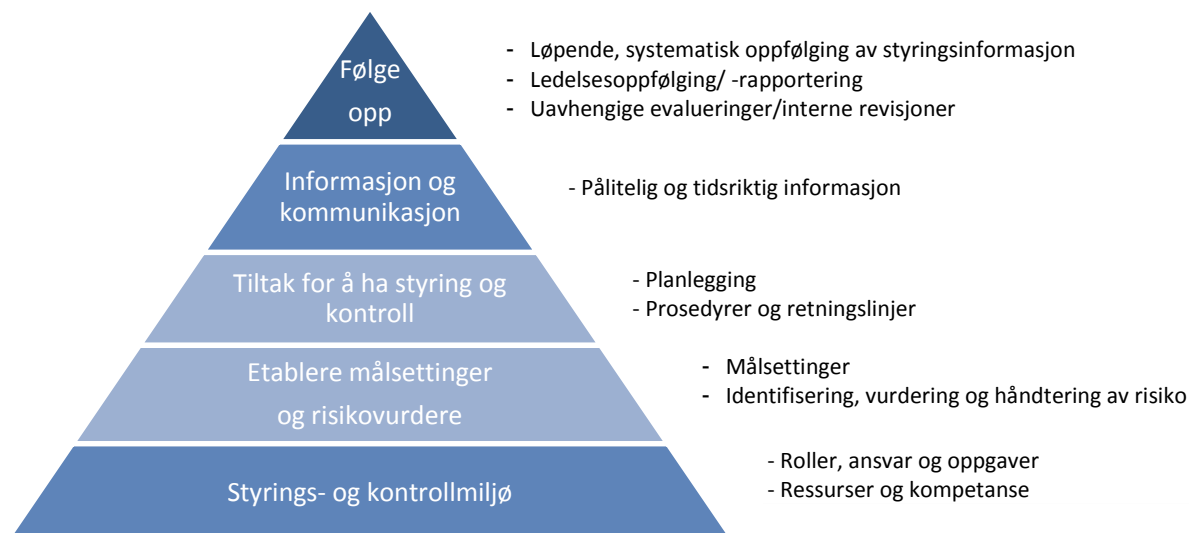 Følge
opp
- Løpende, systematisk oppfølging av styringsinformasjon
- Ledelsesoppfølging/ -rapportering
- Uavhengige evalueringer/interne revisjoner
Informasjon og
kommunikasjon
- Pålitelig og tidsriktig informasjon
Tiltak for å ha styring og
kontroll
- Planlegging
- Prosedyrer og retningslinjer
Etablere målsettinger
og risikovurdere
- Målsettinger
- Identifisering, vurdering og håndtering av risiko
Styrings- og kontrollmiljø
- Roller, ansvar og oppgaver
- Ressurser og kompetanse